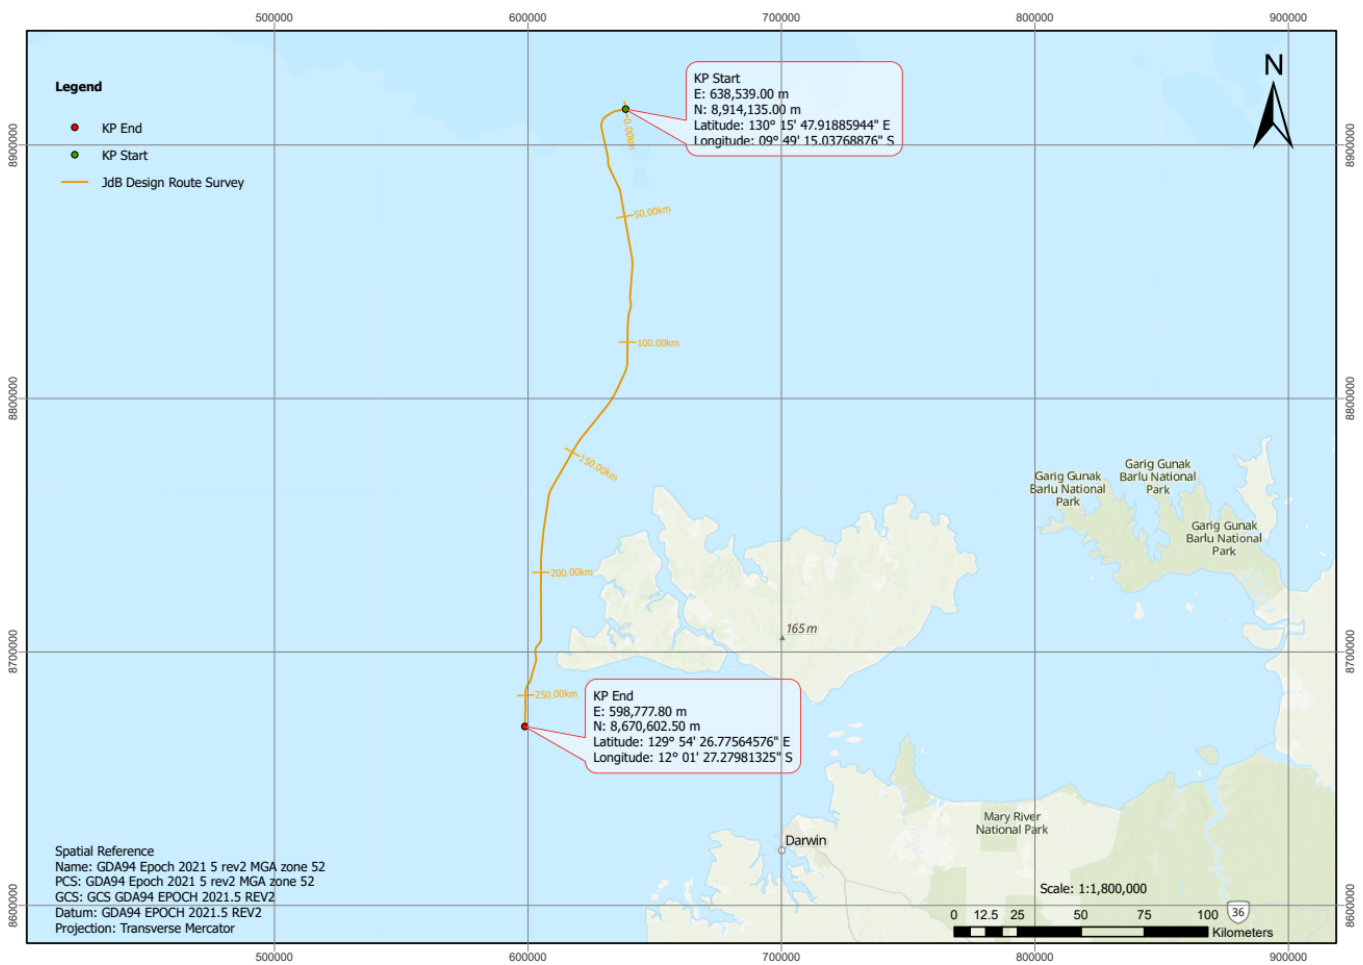 500000
600000
700000
800000
900000
Legend
KP End
KP Start
JdB Design Route Survey
KP Start
E: 638,539.00 m
N: 8,914,135.00 m
Latitude: 130° 15' 47.91885944" E
Longitude: 09° 49' 15.03768876" S
N
0.00km
8900000
8900000
50.00km
100.00km
8800000
8800000
150.00km
Garig Gunak
Barlu National
Park
Garig Gunak
Barlu National
Park
Garig Gunak
Barlu National
Park
200.00km
165 m
8700000
8700000
250.00km
KP End
E: 598,777.80 m
N: 8,670,602.50 m
Latitude: 129° 54' 26.77564576" E
Longitude: 12° 01' 27.27981325" S
Mary River
National Park
Darwin
Spatial Reference
Name: GDA94 Epoch 2021 5 rev2 MGA zone 52
PCS: GDA94 Epoch 2021 5 rev2 MGA zone 52
GCS: GCS GDA94 EPOCH 2021.5 REV2
Datum: GDA94 EPOCH 2021.5 REV2
Projection: Transverse Mercator
Scale: 1:1,800,000
0 12.5 25 50 75 100
Kilometers
36
8600000
8600000
500000
600000
700000
800000
900000